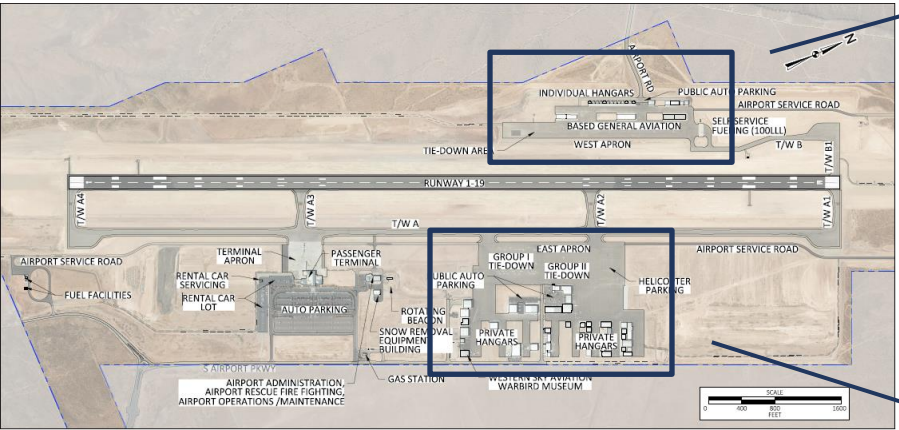 N
AIRPORT RD
INDIVIDUAL HANGARS
PUBLIC AUTO PARKING
AIRPORT SERVICE ROAD
BASED GENERAL AVIATION
SELF SERVICE
FUELING (100LLL)
TIE-DOWN AREA
WEST APRON
T/W B
T/W B1
RUNWAY 1-19
T/W A4
T/W A3
T/W A2
T/W A1
T/W A
AIRPORT SERVICE ROAD
FUEL FACILITIES
TERMINAL
APRON
PASSENGER
TERMINAL
RENTAL CAR
SERVICING
RENTAL CAR
LOT
AUTO PARKING
ROTATING
BEACON
SNOW REMOVAL
EQUIPMENT
BUILDING
EAST APRON
GROUP I
TIE-DOWN
GROUP II
TIE-DOWN
UBLIC AUTO
PARKING
HELICOPTER
PARKING
AIRPORT SERVICE ROAD
PRIVATE
HANGARS
PRIVATE
HANGARS
S AIRPORT PKWY
GAS STATION
WESTERN SKY AVIATION
WARBIRD MUSEUM
AIRPORT ADMINISTRATION,
AIRPORT RESCUE FIRE FIGHTING,
AIRPORT OPERATIONS /MAINTENANCE
SCALE
0 400 800 1600
FEET